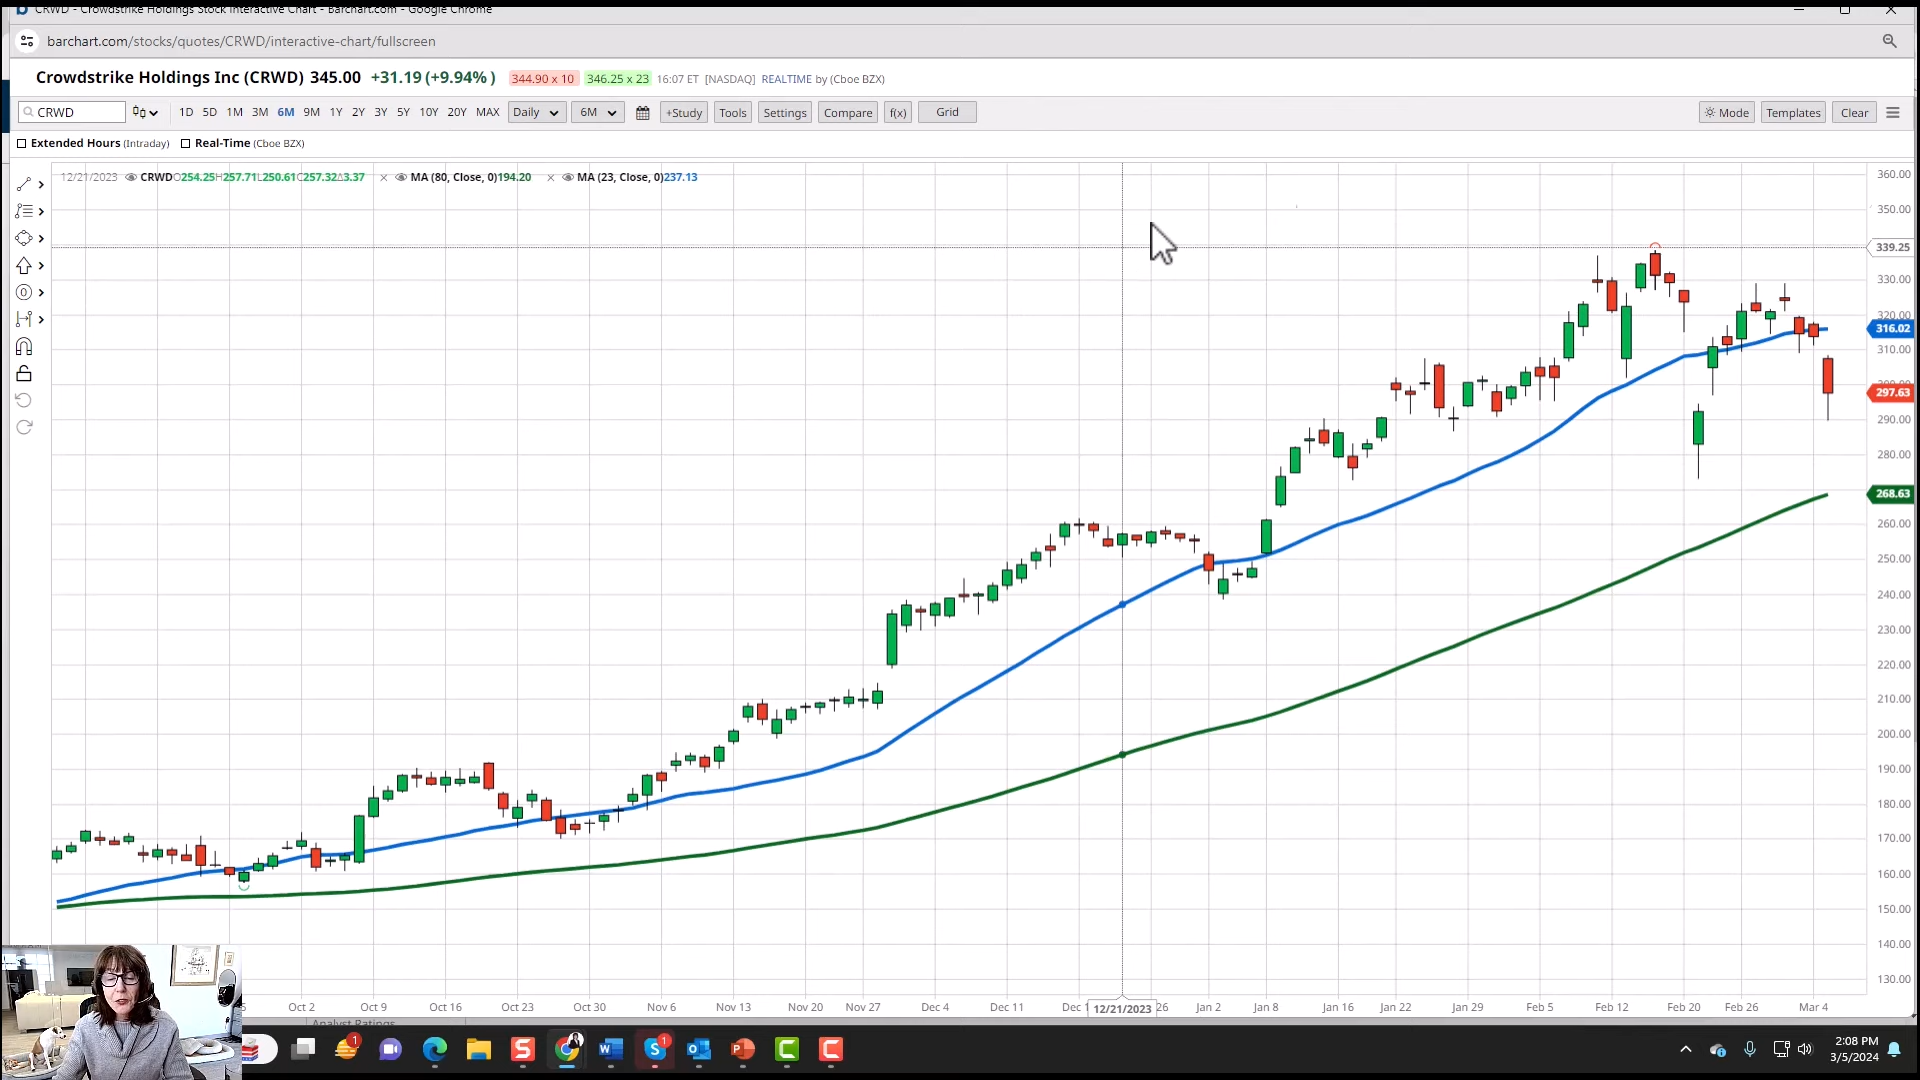 CRWD - Crowdstrike Holdings Stock Interactive Chart - Barchart.com - Google Chrome
barchart.com/stocks/quotes/CRWD/interactive-chart/fullscreen
Crowdstrike Holdings Inc (CRWD) 345.00 +31.19 (+9.94%) 344.90 x 10 346.25 x 23 16:07 ET [NASDAQ] REALTIME by (Cboe BZX)
CRWD 1D 5D 1M 3M 6M 9M 1Y 2Y 3Y 5Y 10Y 20Y MAX Daily 6M +Study Tools Settings Compare f(x) Grid Mode Templates Clear
Extended Hours (Intraday) Real-Time (Cboe BZX)
12/21/2023 CRWD O254.25 H257.71 L250.61 C257.32 Δ3.37 × MA (80, Close, 0)194.20 × MA (23, Close, 0)237.13
360.00
350.00
339.25
330.00
320.00
316.02
310.00
297.63
290.00
280.00
268.63
260.00
250.00
240.00
230.00
220.00
210.00
200.00
190.00
180.00
170.00
160.00
150.00
140.00
130.00
Oct 2 Oct 9 Oct 16 Oct 23 Oct 30 Nov 6 Nov 13 Nov 20 Nov 27 Dec 4 Dec 11 Dec 12/21/2023 26 Jan 2 Jan 8 Jan 16 Jan 22 Jan 29 Feb 5 Feb 12 Feb 20 Feb 26 Mar 4
Analyst Ratings
2:08 PM
3/5/2024